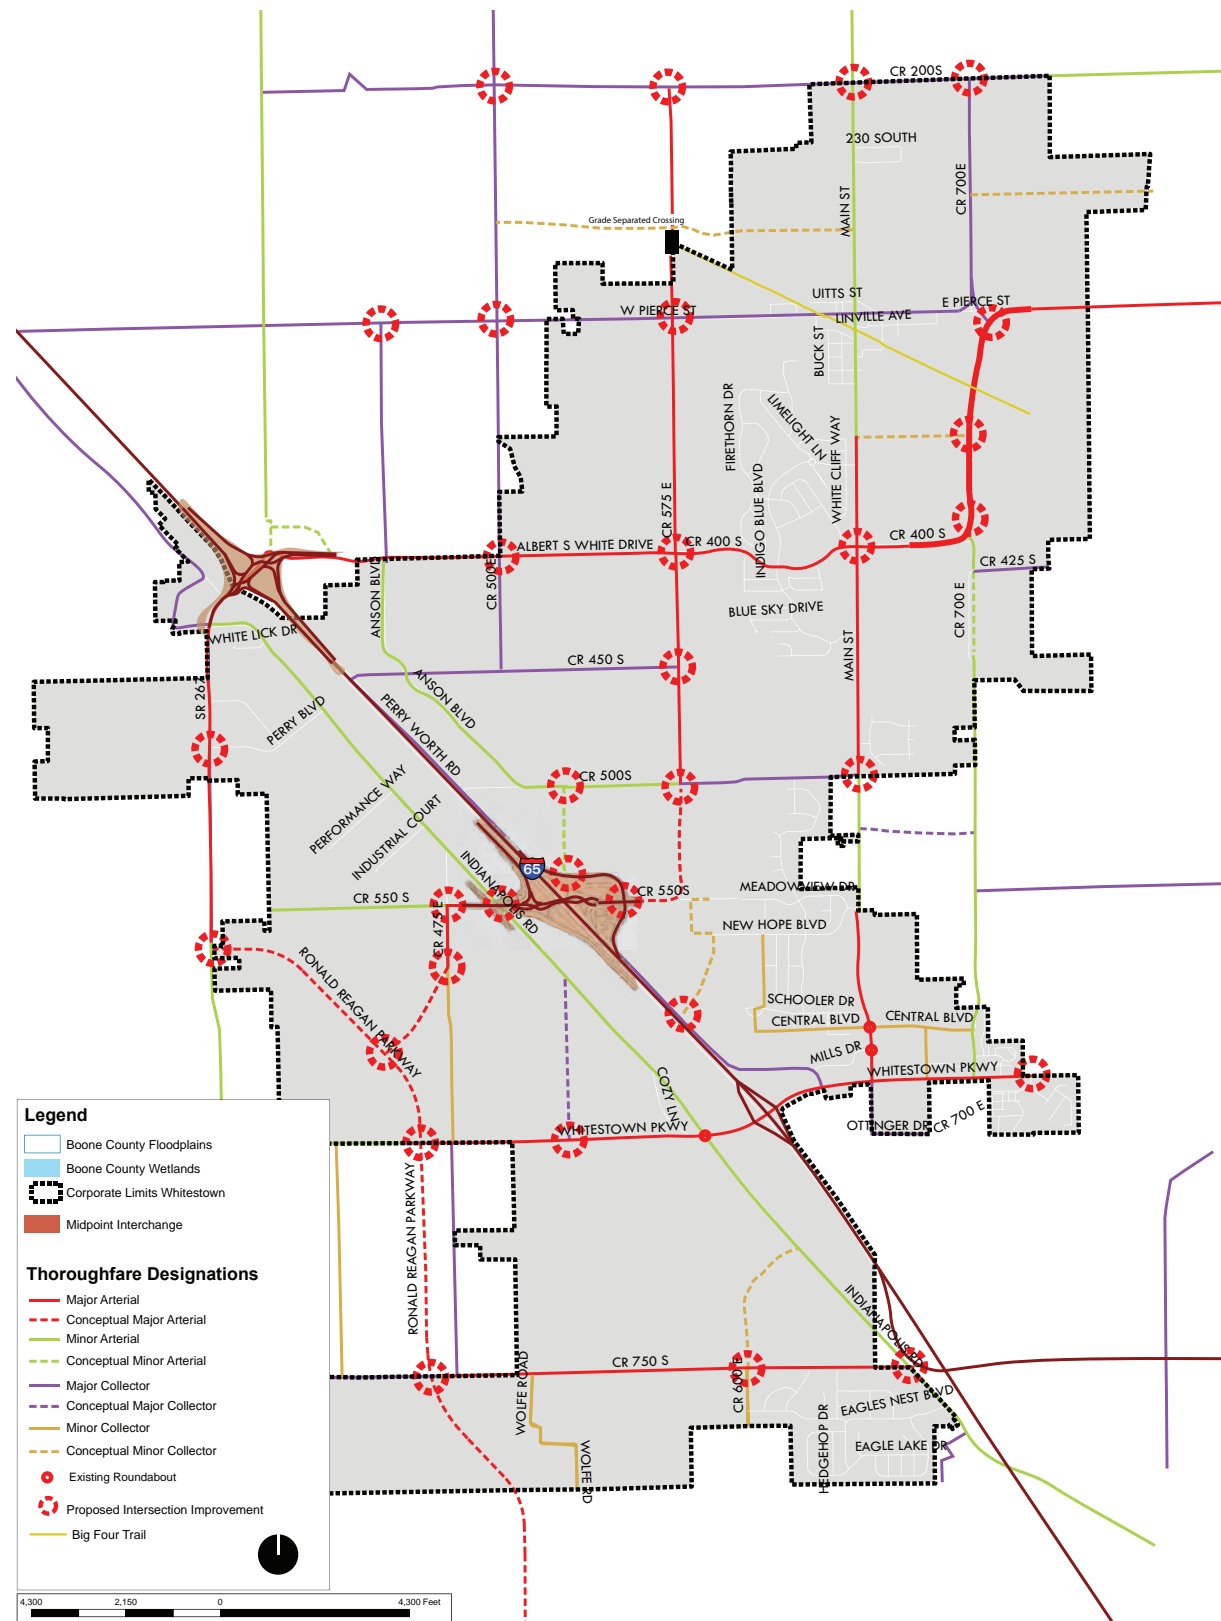 CR 200S
230 SOUTH
MAIN ST
CR 700E
Grade Separated Crossing
UITTS ST
E PIERCE ST
W PIERCE ST
LINVILLE AVE
BUCK ST
FIRETHORN DR
LIMELIGHT LN
WHITE CLIFF WAY
INDIGO BLUE BLVD
CR 575 E
ALBERT S WHITE DRIVE
CR 400 S
CR 400 S
CR 425 S
CR 500E
ANSON BLVD
BLUE SKY DRIVE
CR 700 E
WHITE LICK DR
MAIN ST
CR 450 S
ANSON BLVD
SR 267
PERRY BLVD
PERRY WORTH RD
CR 500S
PERFORMANCE WAY
INDUSTRIAL COURT
INDIANAPOLIS RD
65
CR 550 S
CR 475 E
CR 550S
MEADOWVIEW DR
NEW HOPE BLVD
RONALD REAGAN PARKWAY
SCHOOLER DR
CENTRAL BLVD
CENTRAL BLVD
MILLS DR
WHITESTOWN PKWY
COZY LN
OTTINGER DR
CR 700 E
WHITESTOWN PKWY
RONALD REAGAN PARKWAY
INDIANAPOLIS RD
CR 750 S
WOLFE ROAD
CR 600 E
EAGLES NEST BLVD
HEDGEHOP DR
EAGLE LAKE DR
WOLFE RD
Legend
Boone County Floodplains
Boone County Wetlands
Corporate Limits Whitestown
Midpoint Interchange
Thoroughfare Designations
Major Arterial
Conceptual Major Arterial
Minor Arterial
Conceptual Minor Arterial
Major Collector
Conceptual Major Collector
Minor Collector
Conceptual Minor Collector
Existing Roundabout
Proposed Intersection Improvement
Big Four Trail
4,300 2,150 0 4,300 Feet